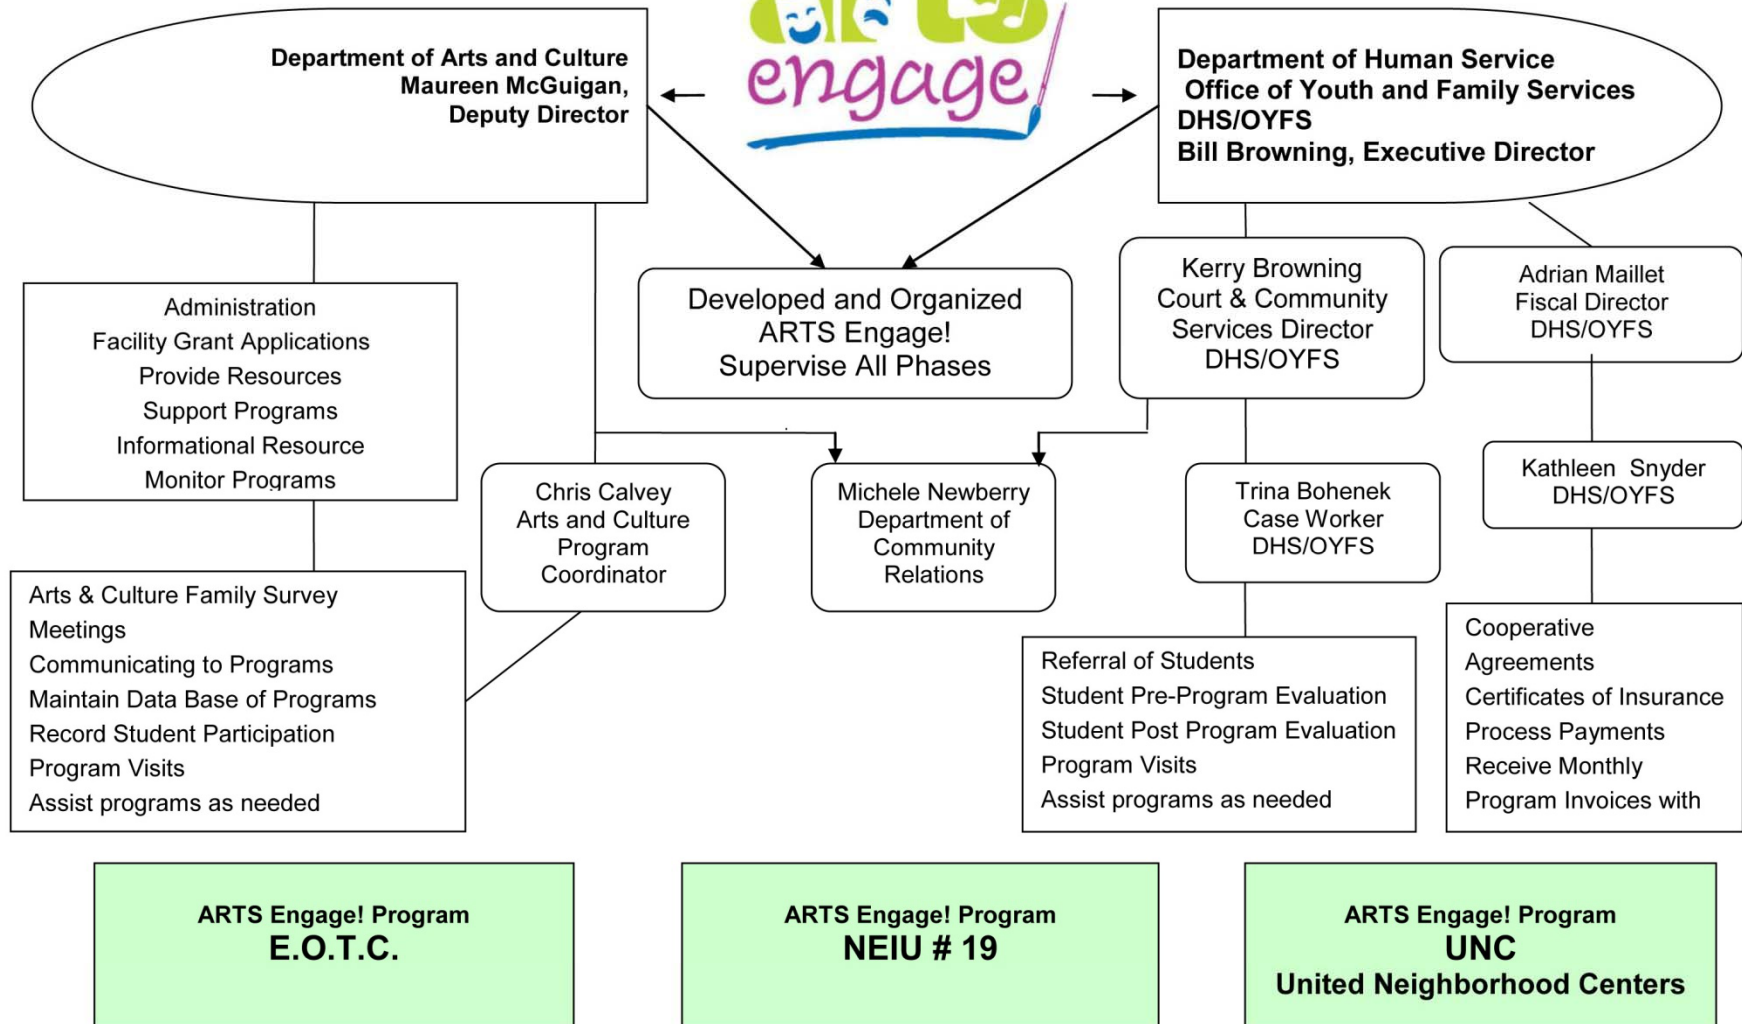 arts
engage
Department of Arts and Culture
Maureen McGuigan,
Deputy Director
Department of Human Service
Office of Youth and Family Services
DHS/OYFS
Bill Browning, Executive Director
Administration
Facility Grant Applications
Provide Resources
Support Programs
Informational Resource
Monitor Programs
Developed and Organized
ARTS Engage!
Supervise All Phases
Kerry Browning
Court & Community
Services Director
DHS/OYFS
Adrian Maillet
Fiscal Director
DHS/OYFS
Chris Calvey
Arts and Culture
Program
Coordinator
Michele Newberry
Department of
Community
Relations
Trina Bohenek
Case Worker
DHS/OYFS
Kathleen Snyder
DHS/OYFS
Arts & Culture Family Survey
Meetings
Communicating to Programs
Maintain Data Base of Programs
Record Student Participation
Program Visits
Assist programs as needed
Referral of Students
Student Pre-Program Evaluation
Student Post Program Evaluation
Program Visits
Assist programs as needed
Cooperative
Agreements
Certificates of Insurance
Process Payments
Receive Monthly
Program Invoices with
ARTS Engage! Program
E.O.T.C.
ARTS Engage! Program
NEIU # 19
ARTS Engage! Program
UNC
United Neighborhood Centers